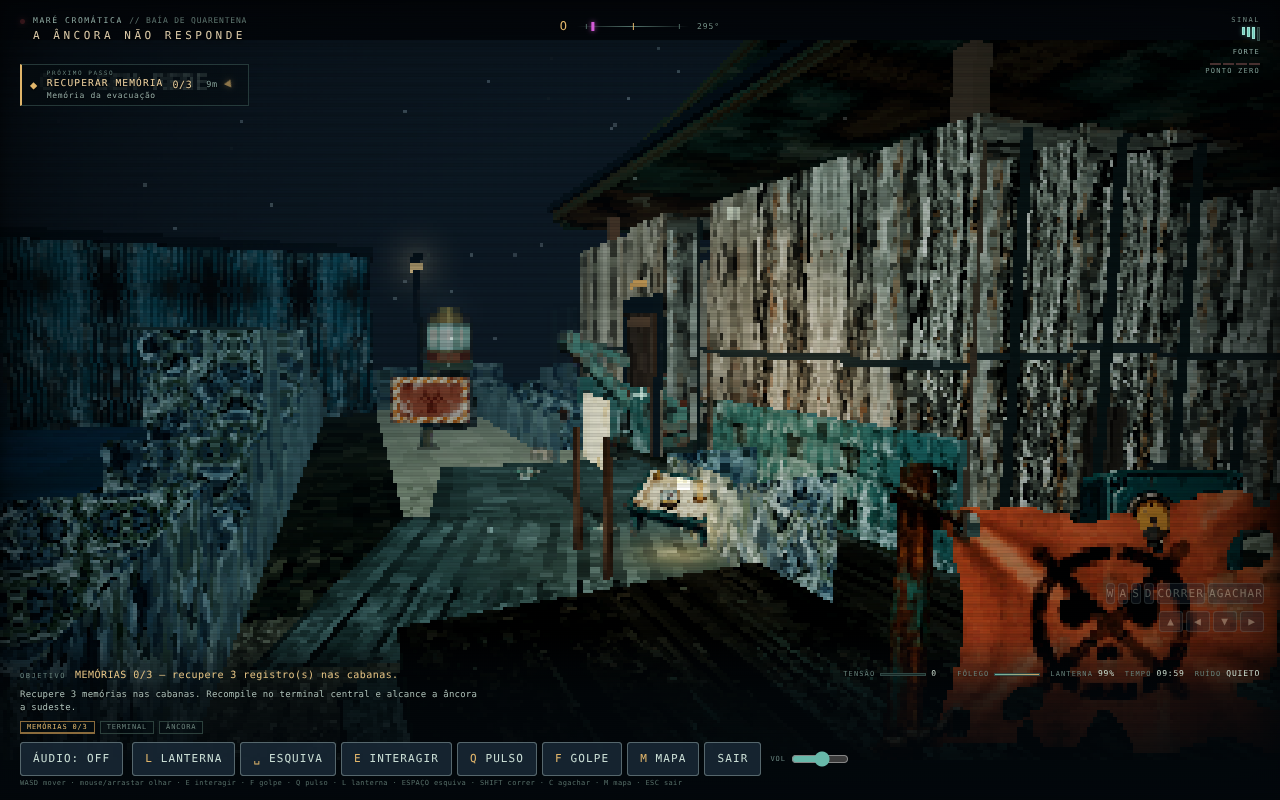 MARÉ CROMÁTICA // BAÍA DE QUARENTENA
A ÂNCORA NÃO RESPONDE
O
295°
SINAL
FORTE
PONTO ZERO
PRÓXIMO PASSO
RECUPERAR MEMÓRIA 0/3 9m
Memória da evacuação
W A S D CORRER AGACHAR
OBJETIVO MEMÓRIAS 0/3 — recupere 3 registro(s) nas cabanas.
TENSÃO 0 FÔLEGO LANTERNA 99% TEMPO 09:59 RUÍDO QUIETO
Recupere 3 memórias nas cabanas. Recompile no terminal central e alcance a âncora
a sudeste.
MEMÓRIAS 0/3 TERMINAL ÂNCORA
ÁUDIO: OFF L LANTERNA ␣ ESQUIVA E INTERAGIR Q PULSO F GOLPE M MAPA SAIR VOL
WASD mover · mouse/arrastar olhar · E interagir · F golpe · Q pulso · L lanterna · ESPAÇO esquiva · SHIFT correr · C agachar · M mapa · ESC sair